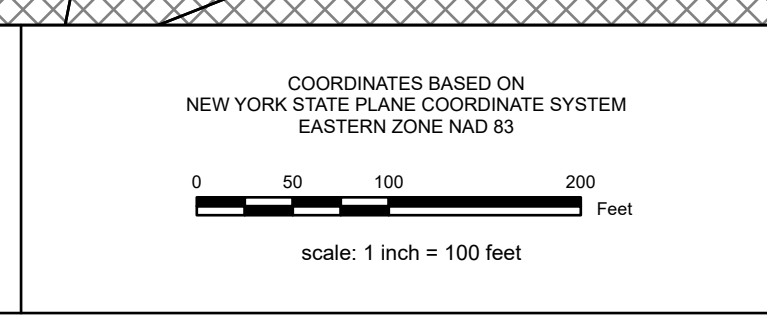 COORDINATES BASED ON
NEW YORK STATE PLANE COORDINATE SYSTEM
EASTERN ZONE NAD 83
0 50 100 200
Feet
scale: 1 inch = 100 feet